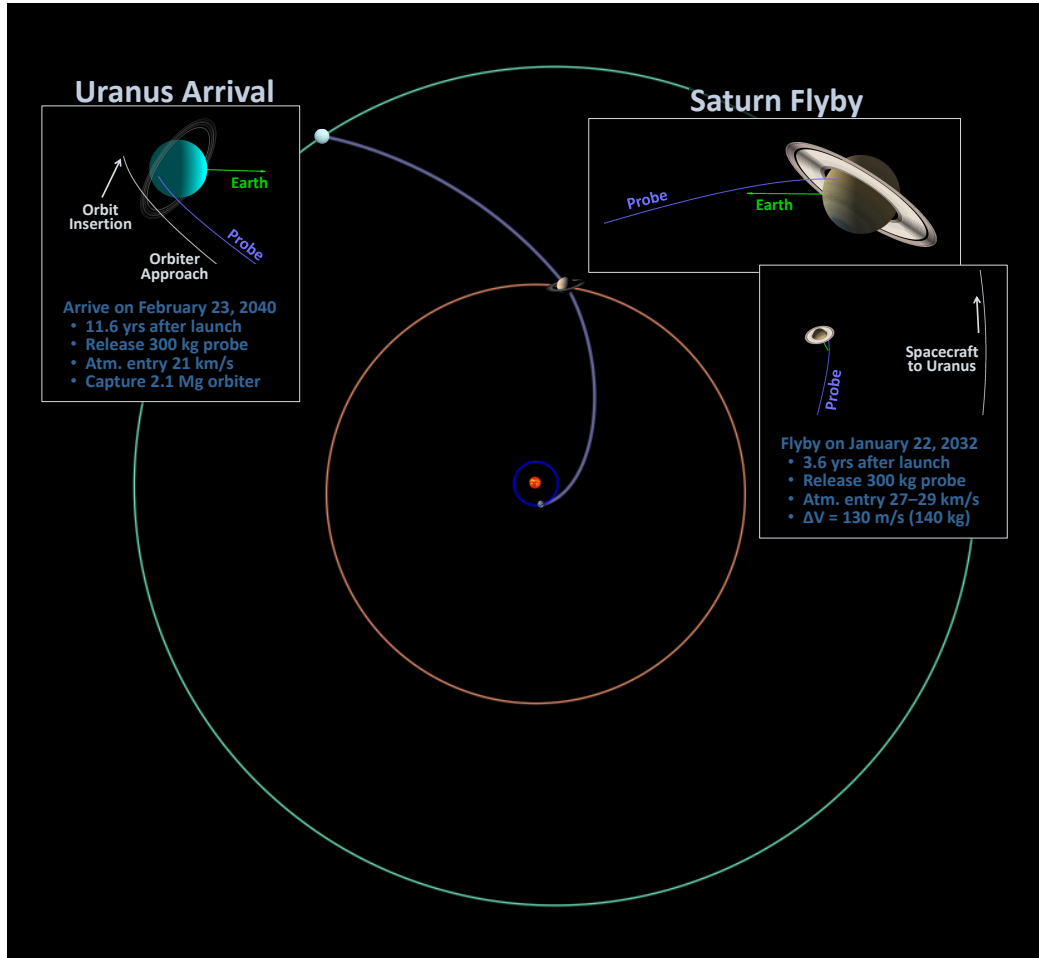 Uranus Arrival
Earth
Orbit
Insertion
Probe
Orbiter
Approach
Arrive on February 23, 2040
• 11.6 yrs after launch
• Release 300 kg probe
• Atm. entry 21 km/s
• Capture 2.1 Mg orbiter
Saturn Flyby
Probe
Earth
Spacecraft
to Uranus
Probe
Flyby on January 22, 2032
• 3.6 yrs after launch
• Release 300 kg probe
• Atm. entry 27–29 km/s
• ΔV = 130 m/s (140 kg)